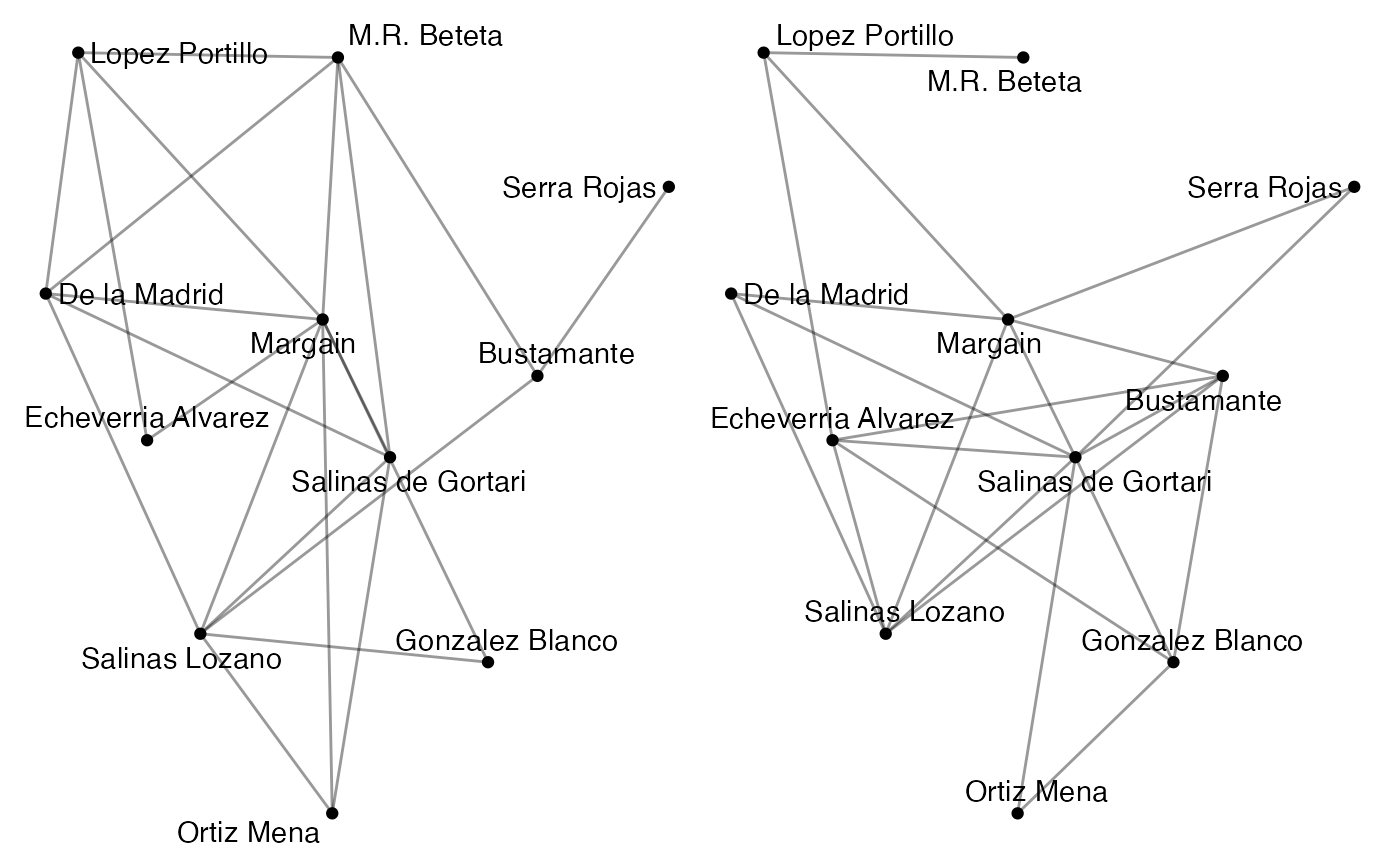 M.R. Beteta
Lopez Portillo
Serra Rojas
De la Madrid
Margain
Bustamante
Echeverria Alvarez
Salinas de Gortari
Gonzalez Blanco
Salinas Lozano
Ortiz Mena
Lopez Portillo
M.R. Beteta
Serra Rojas
De la Madrid
Margain
Bustamante
Echeverria Alvarez
Salinas de Gortari
Salinas Lozano
Gonzalez Blanco
Ortiz Mena